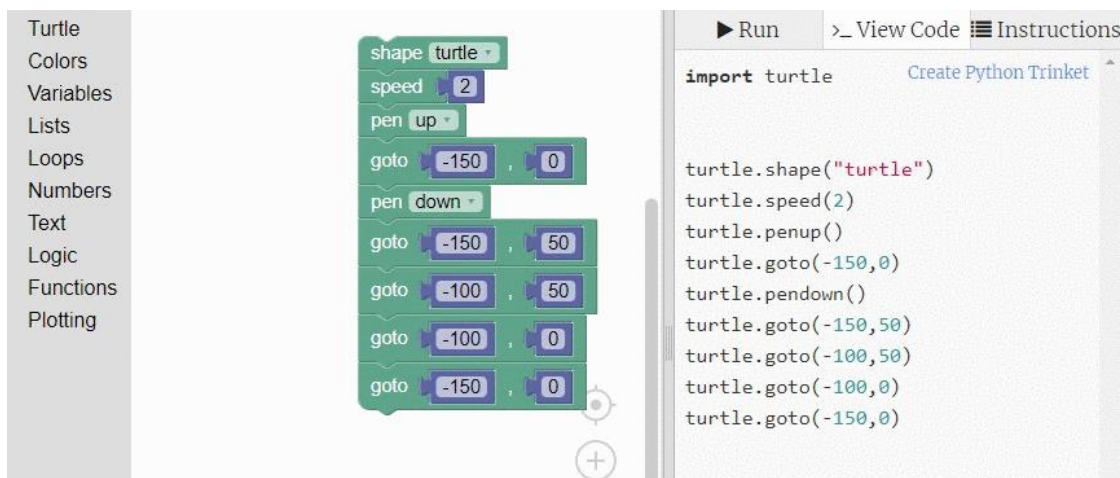 Turtle
Colors
Variables
Lists
Loops
Numbers
Text
Logic
Functions
Plotting
shape turtle
speed 2
pen up
goto -150 , 0
pen down
goto -150 , 50
goto -100 , 50
goto -100 , 0
goto -150 , 0
Run >_ View Code Instructions
import turtle Create Python Trinket
turtle.shape("turtle")
turtle.speed(2)
turtle.penup()
turtle.goto(-150,0)
turtle.pendown()
turtle.goto(-150,50)
turtle.goto(-100,50)
turtle.goto(-100,0)
turtle.goto(-150,0)